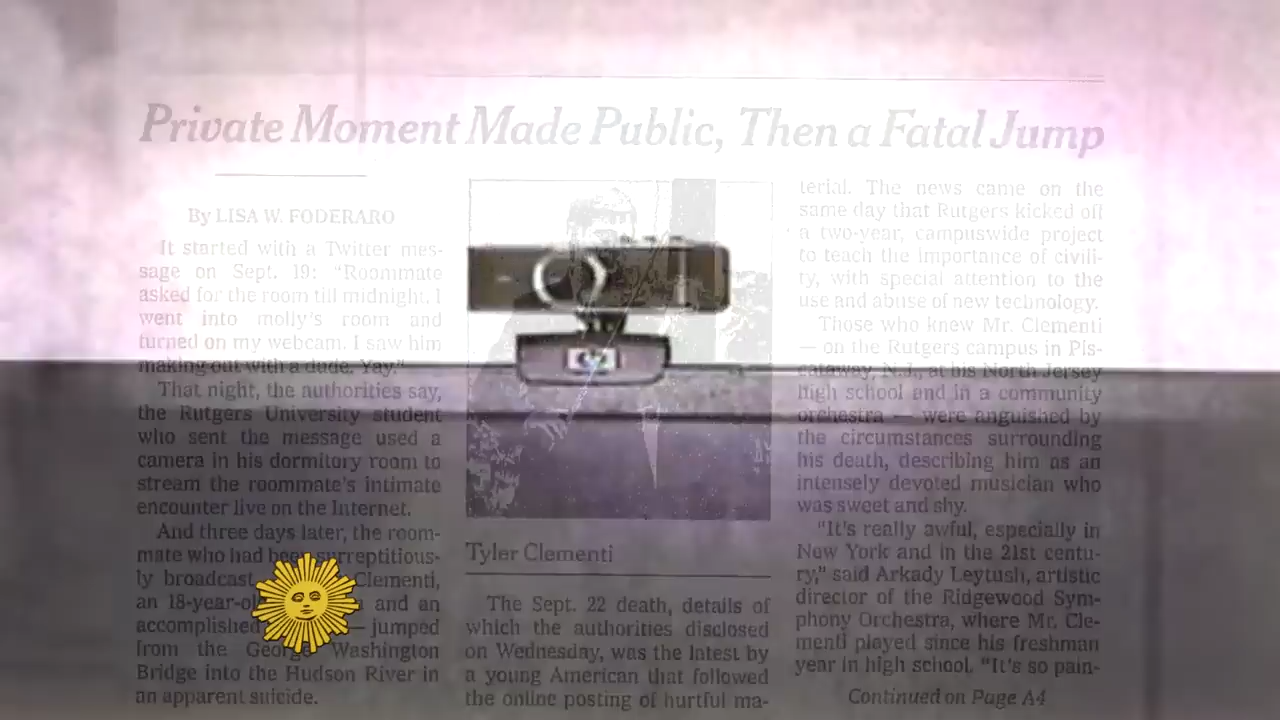 Private Moment Made Public, Then a Fatal Jump
By LISA W. FODERARO
It started with a Twitter mes-
sage on Sept. 19: “Roommate
asked for the room till midnight. I
went into molly’s room and
turned on my webcam. I saw him
making out with a dude. Yay.”
That night, the authorities say,
the Rutgers University student
who sent the message used a
camera in his dormitory room to
stream the roommate’s intimate
encounter live on the Internet.
And three days later, the room-
mate who had been surreptitious-
ly broadcast Clementi,
an 18-year-old and an
accomplished — jumped
from the George Washington
Bridge into the Hudson River in
an apparent suicide.
hp
Tyler Clementi
The Sept. 22 death, details of
which the authorities disclosed
on Wednesday, was the latest by
a young American that followed
the online posting of hurtful ma-
terial. The news came on the
same day that Rutgers kicked off
a two-year, campuswide project
to teach the importance of civili-
ty, with special attention to the
use and abuse of new technology.
Those who knew Mr. Clementi
— on the Rutgers campus in Pis-
cataway, N.J., at his North Jersey
high school and in a community
orchestra — were anguished by
the circumstances surrounding
his death, describing him as an
intensely devoted musician who
was sweet and shy.
“It’s really awful, especially in
New York and in the 21st centu-
ry,” said Arkady Leytush, artistic
director of the Ridgewood Sym-
phony Orchestra, where Mr. Cle-
menti played since his freshman
year in high school. “It’s so pain-
Continued on Page A4